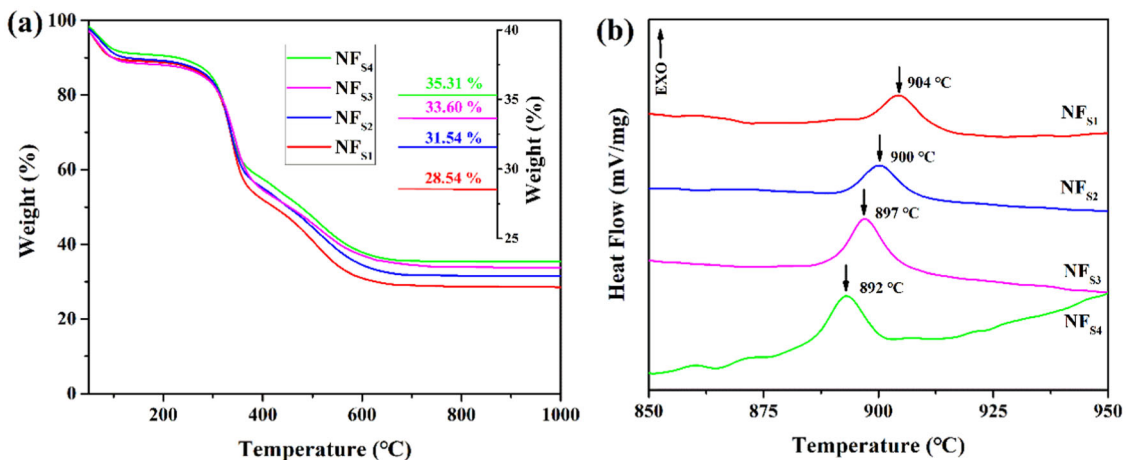 (a)
100
80
60
40
20
0
Weight (%)
200
400
600
800
1000
Temperature (°C)
NFS4
NFS3
NFS2
NFS1
35.31 %
33.60 %
31.54 %
28.54 %
40
35
30
25
Weight (%)
(b)
EXO
Heat Flow (mV/mg)
904 °C
NFS1
900 °C
NFS2
897 °C
NFS3
892 °C
NFS4
850
875
900
925
950
Temperature (°C)